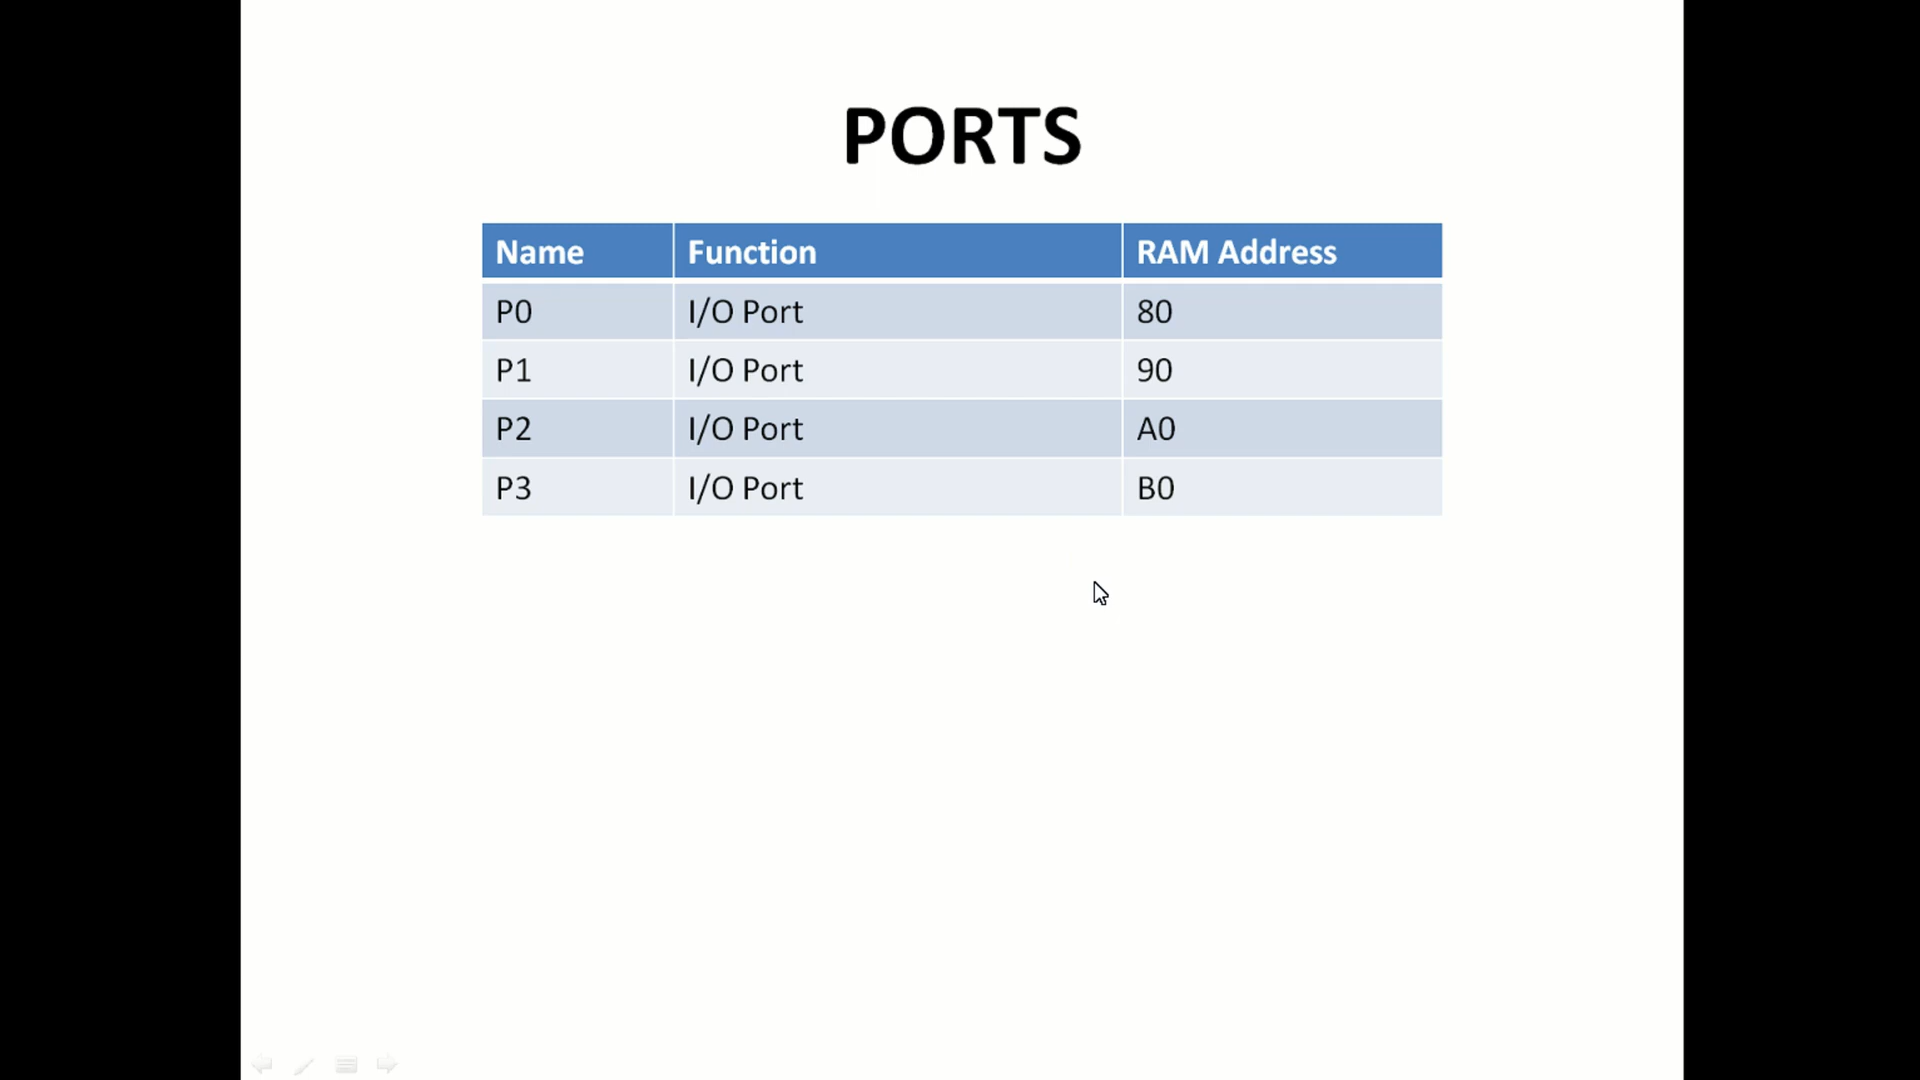 PORTS
Name Function RAM Address
P0 I/O Port 80
P1 I/O Port 90
P2 I/O Port A0
P3 I/O Port B0